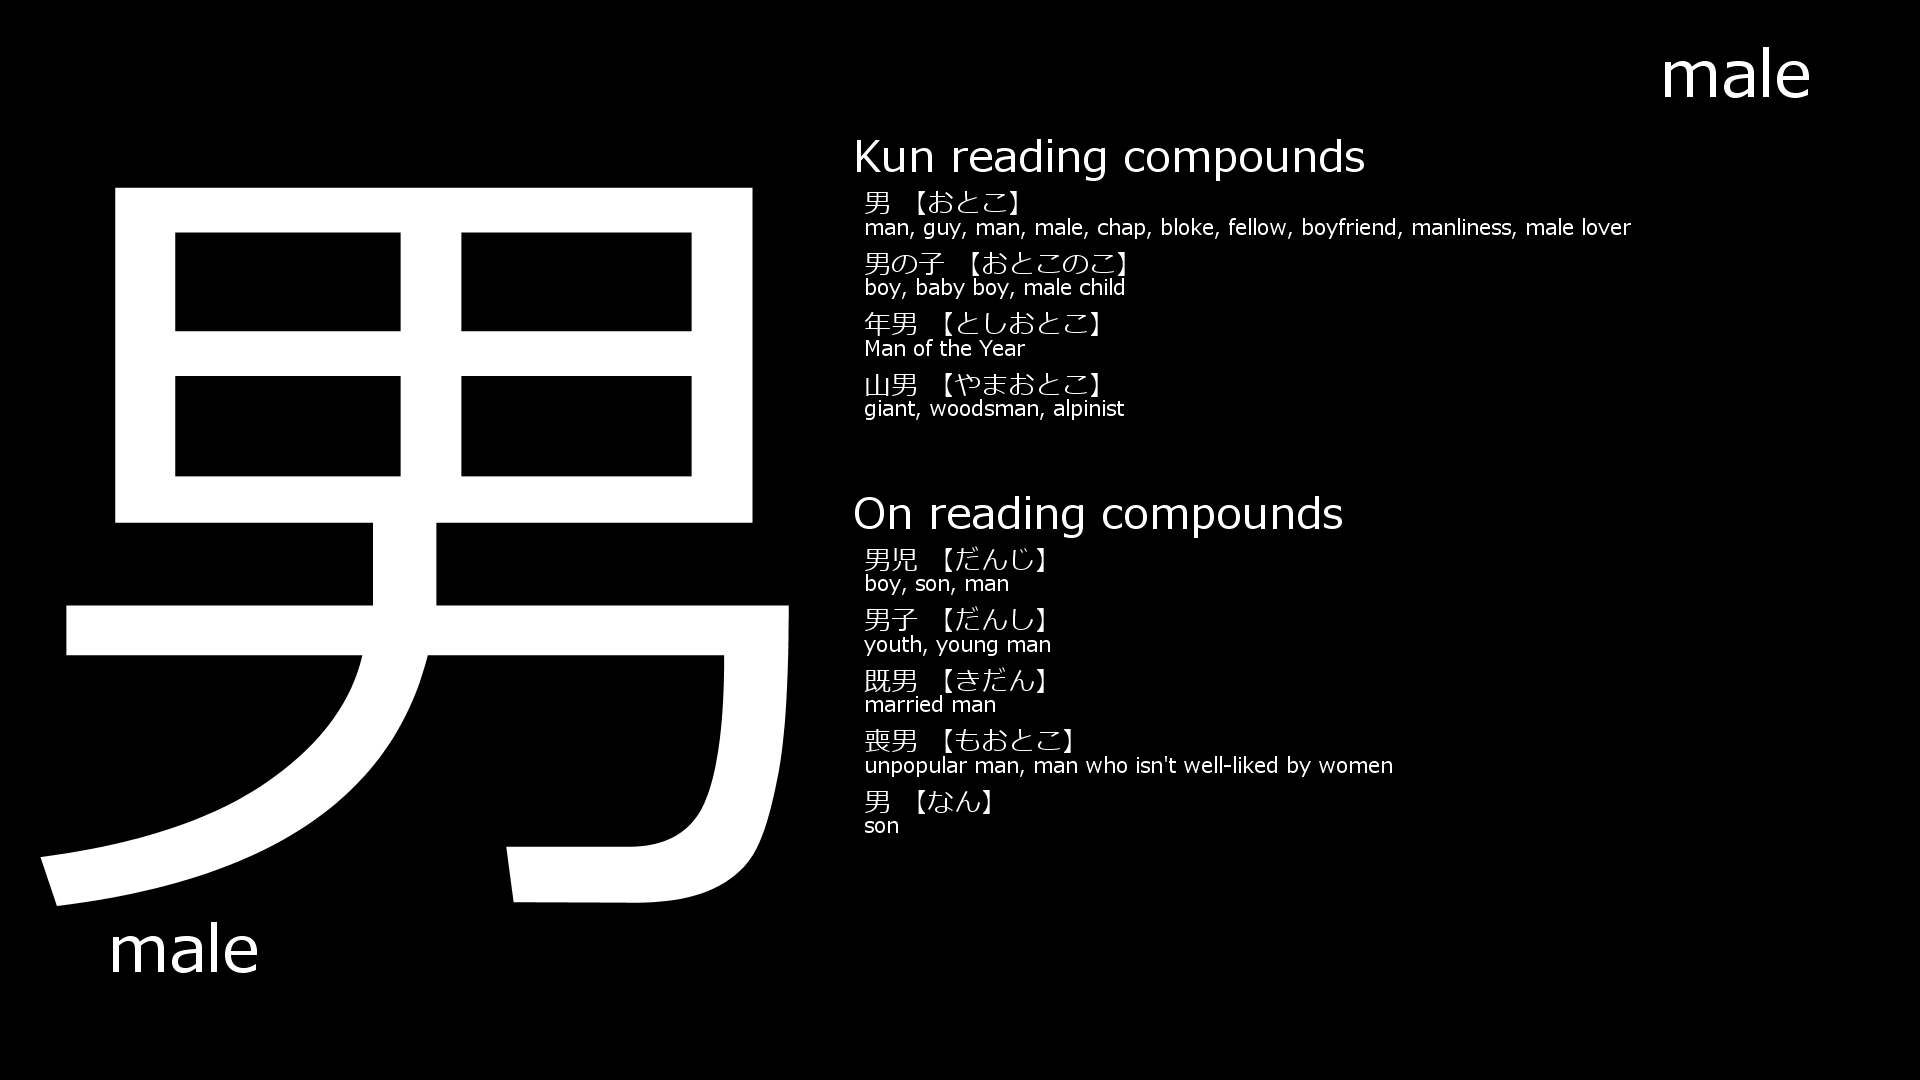 male
男
male
Kun reading compounds
男 【おとこ】
man, guy, man, male, chap, bloke, fellow, boyfriend, manliness, male lover
男の子 【おとこのこ】
boy, baby boy, male child
年男 【としおとこ】
Man of the Year
山男 【やまおとこ】
giant, woodsman, alpinist
On reading compounds
男児 【だんじ】
boy, son, man
男子 【だんし】
youth, young man
既男 【きだん】
married man
喪男 【もおとこ】
unpopular man, man who isn't well-liked by women
男 【なん】
son